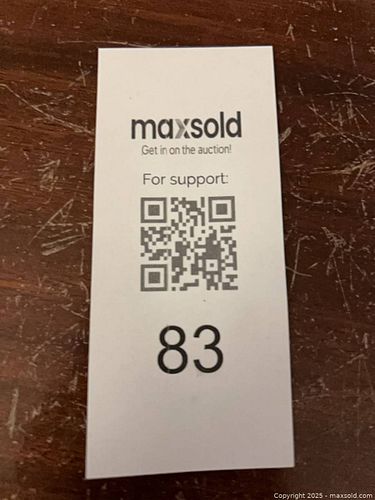 maxsold
Get in on the auction!
For support:
83
Copyright © 2025 - maxsold.com